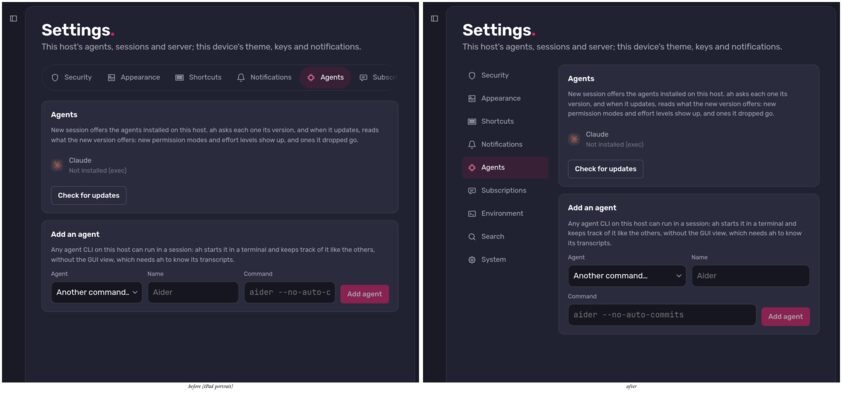 Settings.
This host's agents, sessions and server; this device's theme, keys and notifications.
Security
Appearance
Shortcuts
Notifications
Agents
Subsc
Agents
New session offers the agents installed on this host. ah asks each one its version, and when it updates, reads
what the new version offers: new permission modes and effort levels show up, and ones it dropped go.
Claude
Not installed (exec)
Check for updates
Add an agent
Any agent CLI on this host can run in a session: ah starts it in a terminal and keeps track of it like the others,
without the GUI view, which needs ah to know its transcripts.
Agent
Name
Command
Another command..
Aider
aider --no-auto-c
Add agent
before (iPad portrait)
Settings.
This host's agents, sessions and server; this device's theme, keys and notifications.
Security
Appearance
Shortcuts
Notifications
Agents
Subscriptions
Environment
Search
System
Agents
New session offers the agents installed on this host. ah asks each one its
version, and when it updates, reads what the new version offers: new
permission modes and effort levels show up, and ones it dropped go.
Claude
Not installed (exec)
Check for updates
Add an agent
Any agent CLI on this host can run in a session: ah starts it in a terminal and
keeps track of it like the others, without the GUI view, which needs ah to know
its transcripts.
Agent
Name
Another command...
Aider
Command
aider --no-auto-commits
Add agent
after